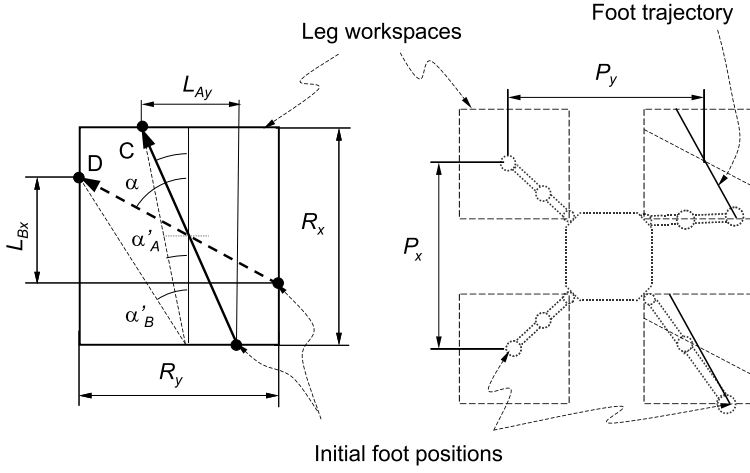 Foot trajectory
Leg workspaces
L_Ay
P_y
C
D
α
R_x
L_Bx
α'_A
P_x
α'_B
R_y
Initial foot positions